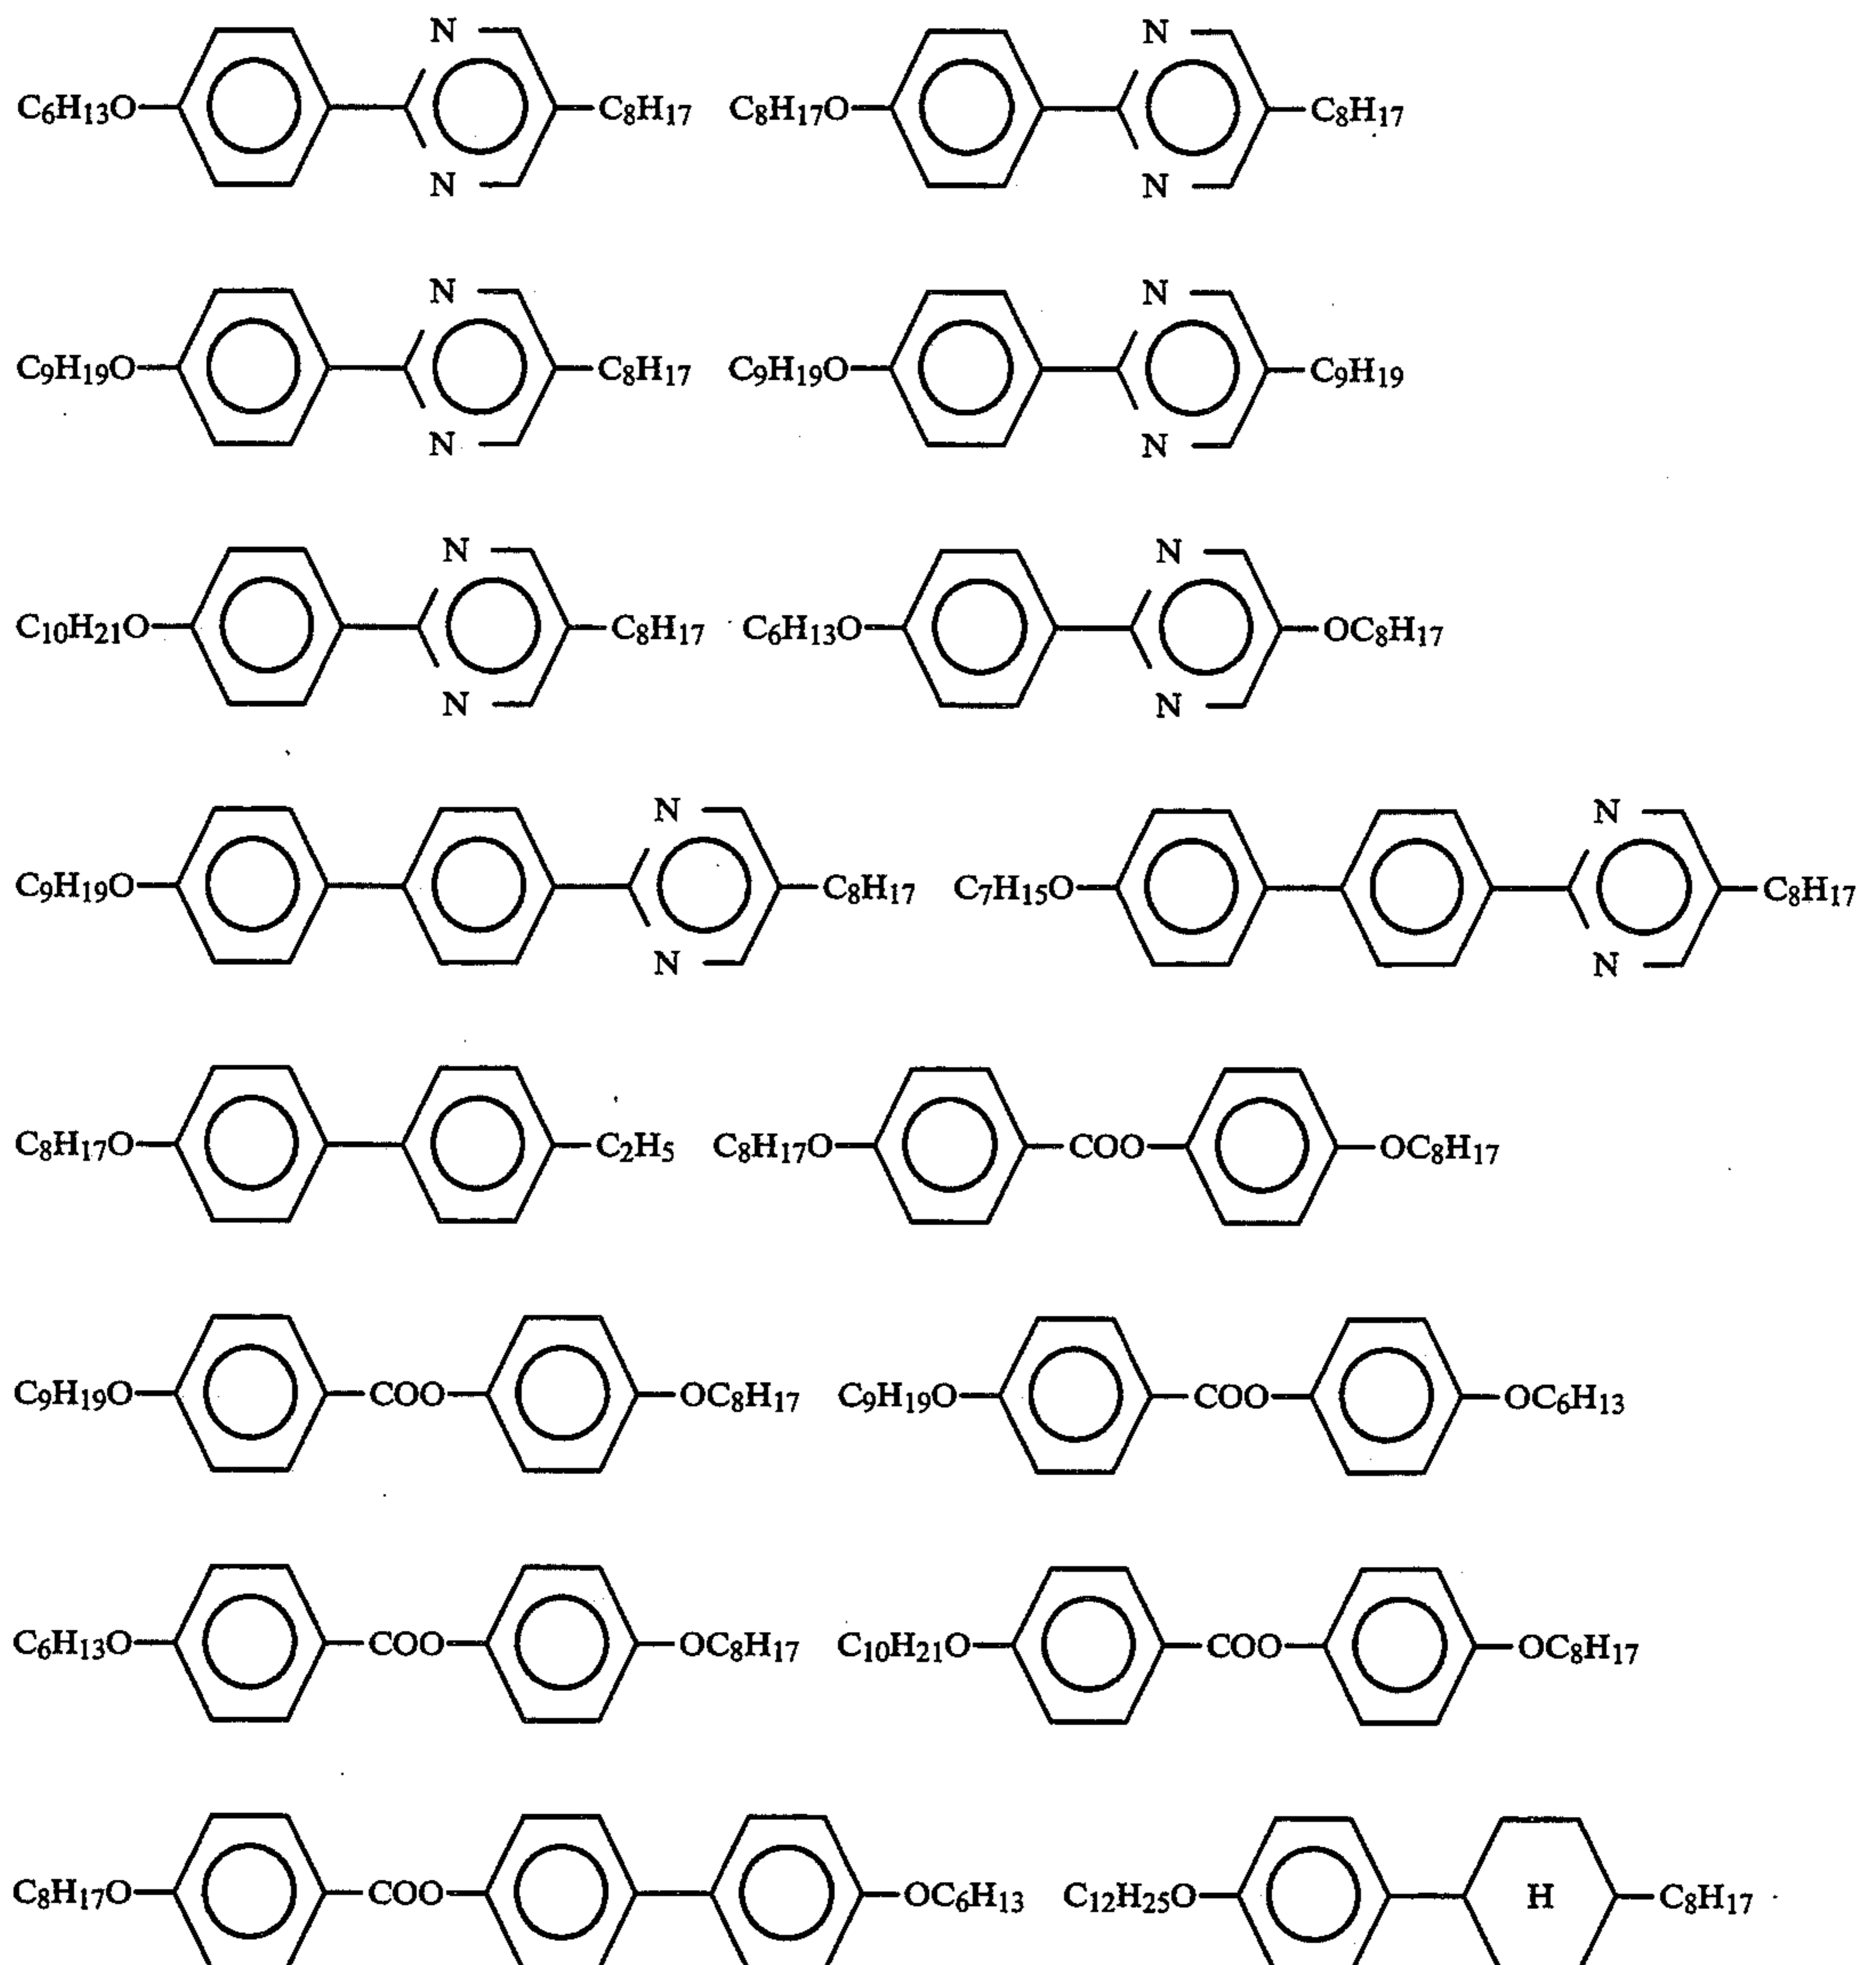 N N
C6H13O C8H17 C8H17O C8H17
N N
N N
C9H19O C8H17 C9H19O C9H19
N N
N N
C10H21O C8H17 C6H13O OC8H17
N N
N N
C9H19O C8H17 C7H15O C8H17
N N
C8H17O C2H5 C8H17O COO OC8H17
C9H19O COO OC8H17 C9H19O COO OC6H13
C6H13O COO OC8H17 C10H21O COO OC8H17
C8H17O COO OC6H13 C12H25O H C8H17